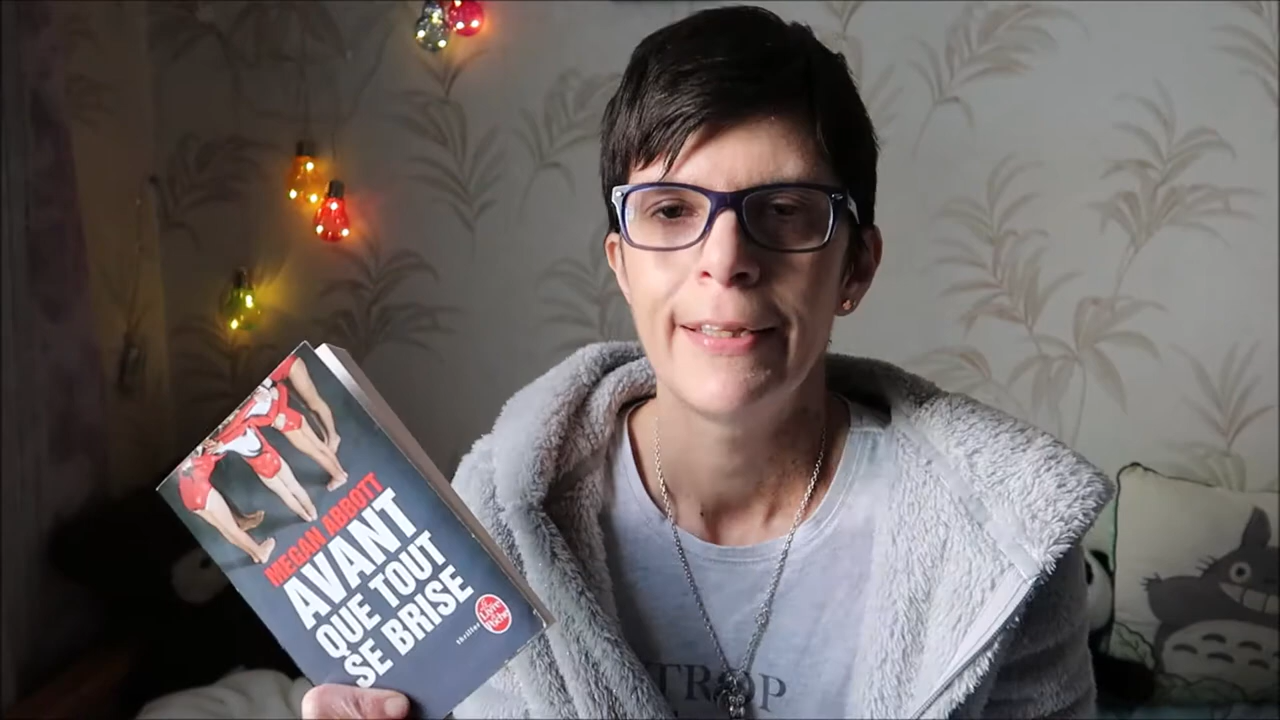 MEGAN ABBOTT
AVANT
QUE TOUT
SE BRISE
thriller
Le
Livre
de
Poche
TROP